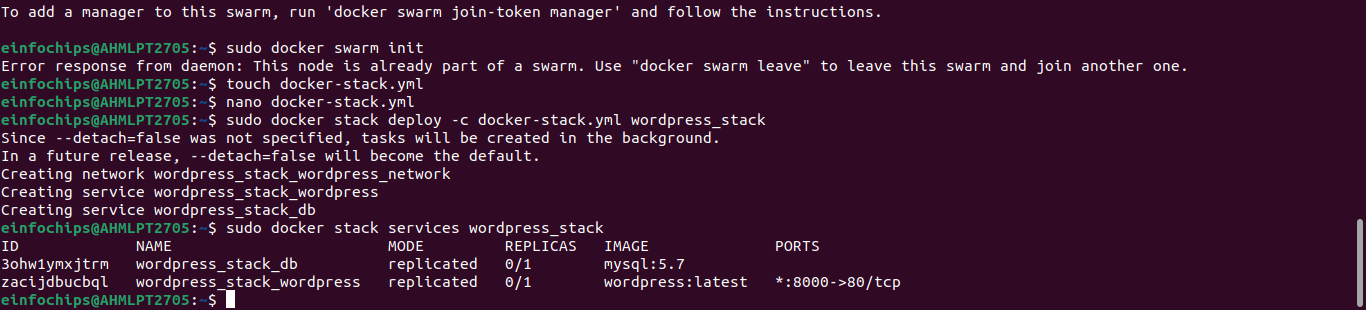 To add a manager to this swarm, run 'docker swarm join-token manager' and follow the instructions.
einfochips@AHMLPT2705:~$ sudo docker swarm init
Error response from daemon: This node is already part of a swarm. Use "docker swarm leave" to leave this swarm and join another one.
einfochips@AHMLPT2705:~$ touch docker-stack.yml
einfochips@AHMLPT2705:~$ nano docker-stack.yml
einfochips@AHMLPT2705:~$ sudo docker stack deploy -c docker-stack.yml wordpress_stack
Since --detach=false was not specified, tasks will be created in the background.
In a future release, --detach=false will become the default.
Creating network wordpress_stack_wordpress_network
Creating service wordpress_stack_wordpress
Creating service wordpress_stack_db
einfochips@AHMLPT2705:~$ sudo docker stack services wordpress_stack
ID             NAME                        MODE         REPLICAS   IMAGE              PORTS
3ohw1ymxjtrm   wordpress_stack_db          replicated   0/1        mysql:5.7
zacijdbucbql   wordpress_stack_wordpress   replicated   0/1        wordpress:latest   *:8000->80/tcp
einfochips@AHMLPT2705:~$